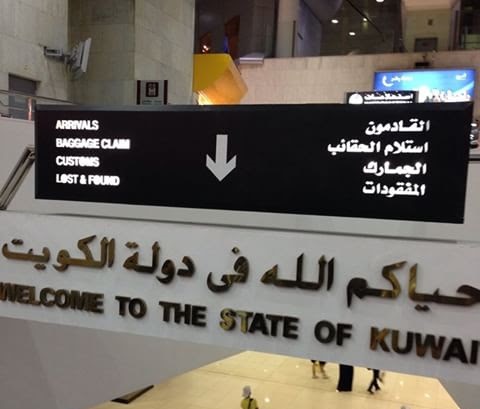 ARRIVALS
BAGGAGE CLAIM
CUSTOMS
LOST & FOUND
القادمون
استلام الحقائب
الجمارك
المفقودات
حياكم الله في دولة الكويت
WELCOME TO THE STATE OF KUWAI